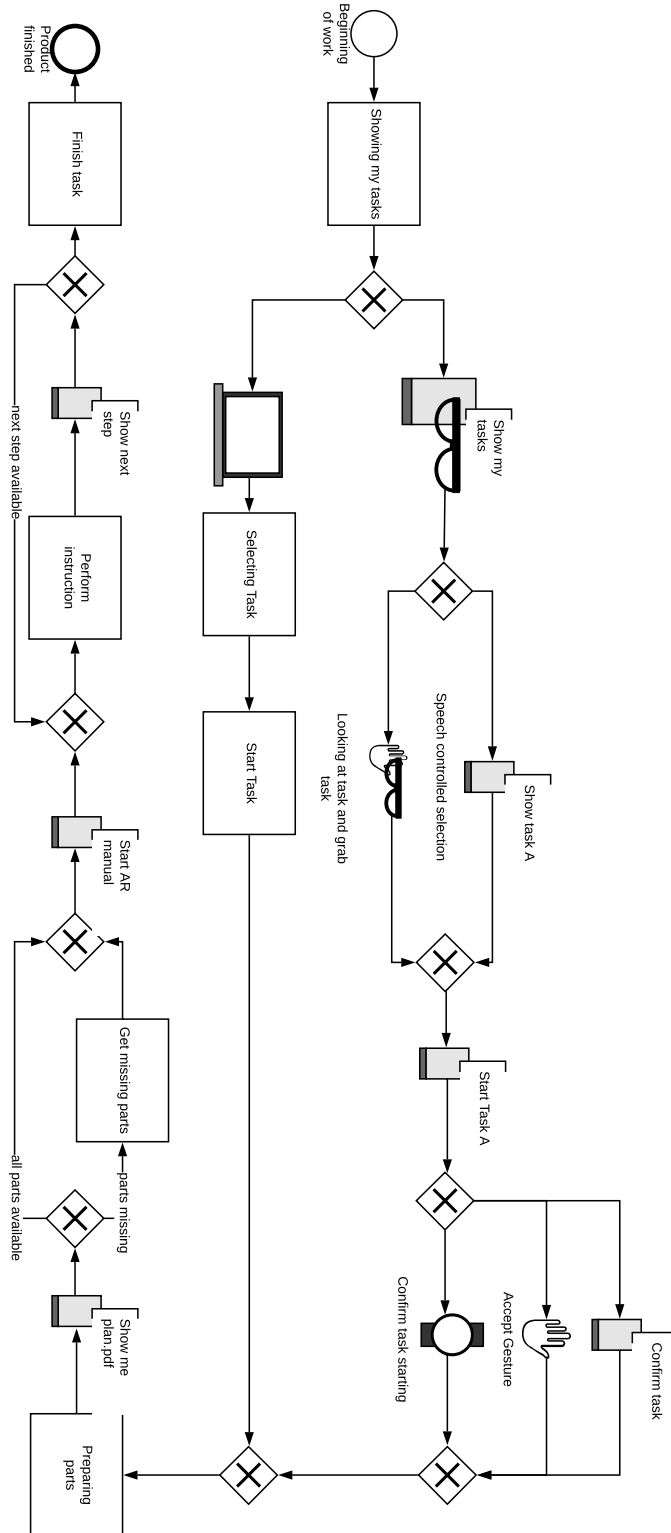 Beginning
of work
Showing my tasks
Show my
tasks
Show task A
Speech controlled selection
Looking at task and grab
task
Start Task A
Confirm task
Accept Gesture
Confirm task starting
Selecting Task
Start Task
Preparing
parts
Show me
plan.pdf
parts missing
all parts available
Get missing parts
Start AR
manual
Perform
instruction
Show next
step
next step available
Finish task
Product
finished